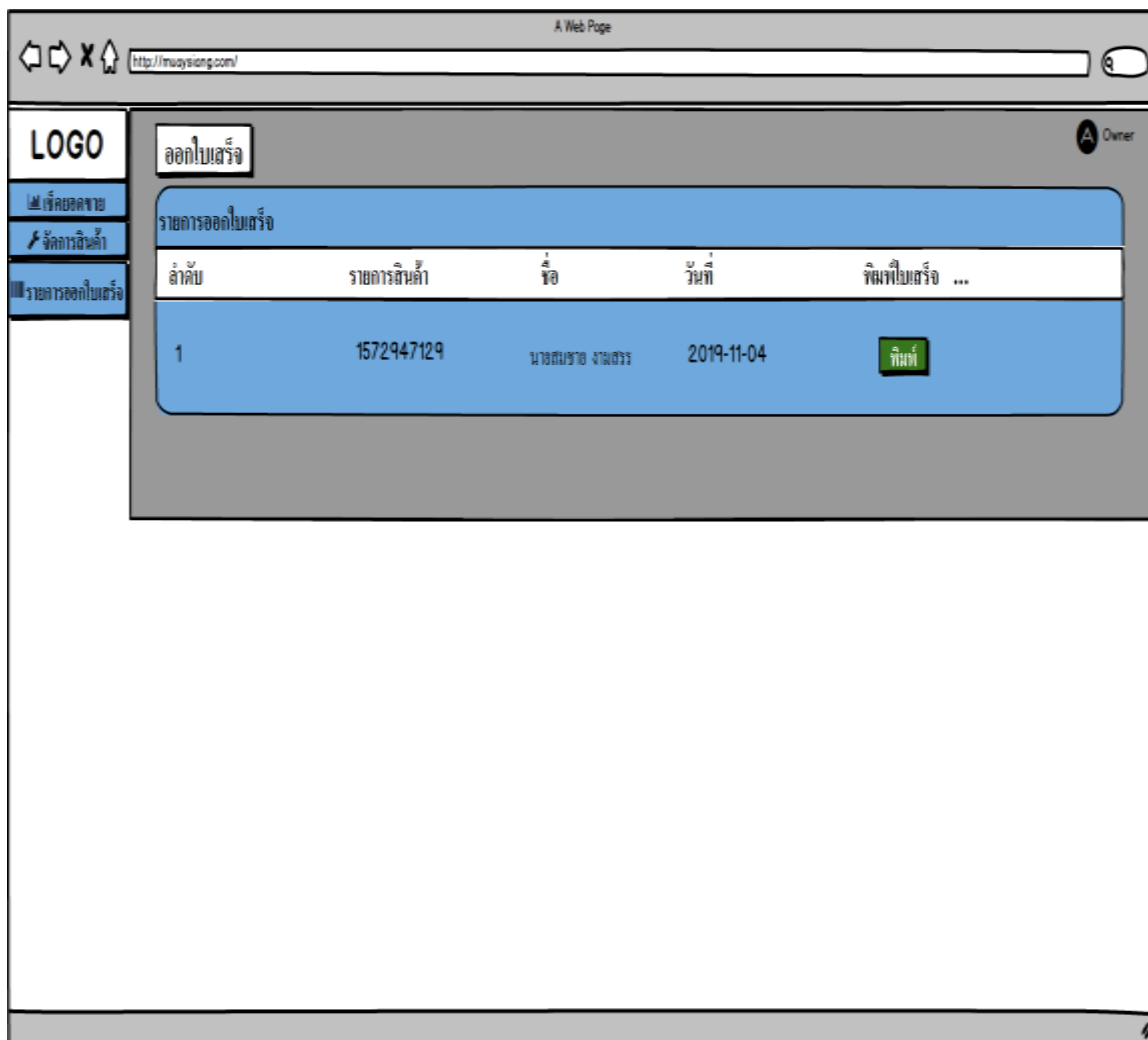 A Web Page
http://muaysiang.com/
LOGO
ออกใบเสร็จ
A Owner
เช็คยอดขาย
จัดการสินค้า
รายการออกใบเสร็จ
รายการออกใบเสร็จ
ลำดับ รายการสินค้า ชื่อ วันที่ พิมพ์ใบเสร็จ ...
1 1572947129 นายสมชาย งามสรร 2019-11-04 พิมพ์